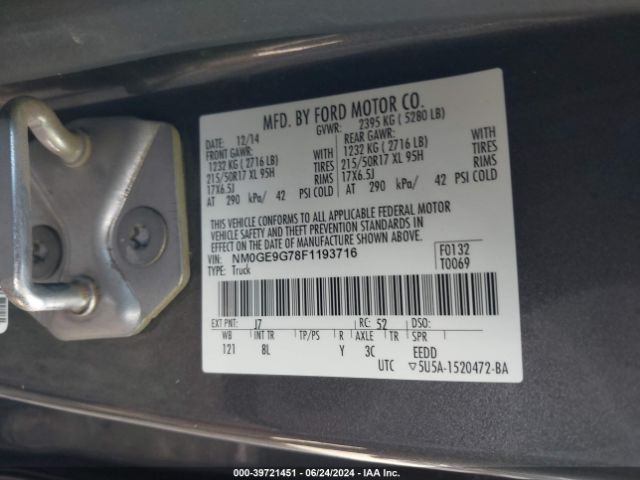 MFD. BY FORD MOTOR CO.
DATE: 12/14 GVWR: 2395 KG ( 5280 LB)
FRONT GAWR: REAR GAWR:
1232 KG ( 2716 LB) WITH 1232 KG ( 2716 LB) WITH
215/50R17 XL 95H TIRES 215/50R17 XL 95H TIRES
17X6.5J RIMS 17X6.5J RIMS
AT 290 kPa/ 42 PSI COLD AT 290 kPa/ 42 PSI COLD
THIS VEHICLE CONFORMS TO ALL APPLICABLE FEDERAL MOTOR
VEHICLE SAFETY AND THEFT PREVENTION STANDARDS IN EFFECT
ON THE DATE OF MANUFACTURE SHOWN ABOVE.
VIN: NM0GE9G78F1193716 F0132
TYPE: Truck T0069
EXT PNT: J7 RC: 52 DSO:
WB INT TR TP/PS R AXLE TR SPR
121 8L Y 3C EEDD
UTC ▽5U5A-1520472-BA
000-39721451 - 06/24/2024 - IAA Inc.